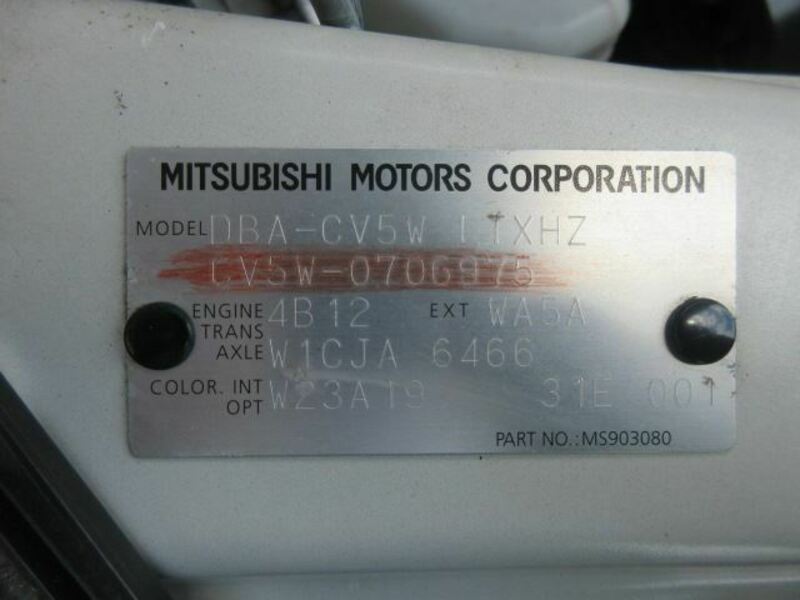 MITSUBISHI MOTORS CORPORATION
MODEL DBA-CV5W LTXHZ
CV5W-0700975
ENGINE 4B12 EXT WA5A
TRANS
AXLE W1CJA 6466
COLOR. INT W23A19 31E 001
OPT
PART NO.: MS903080